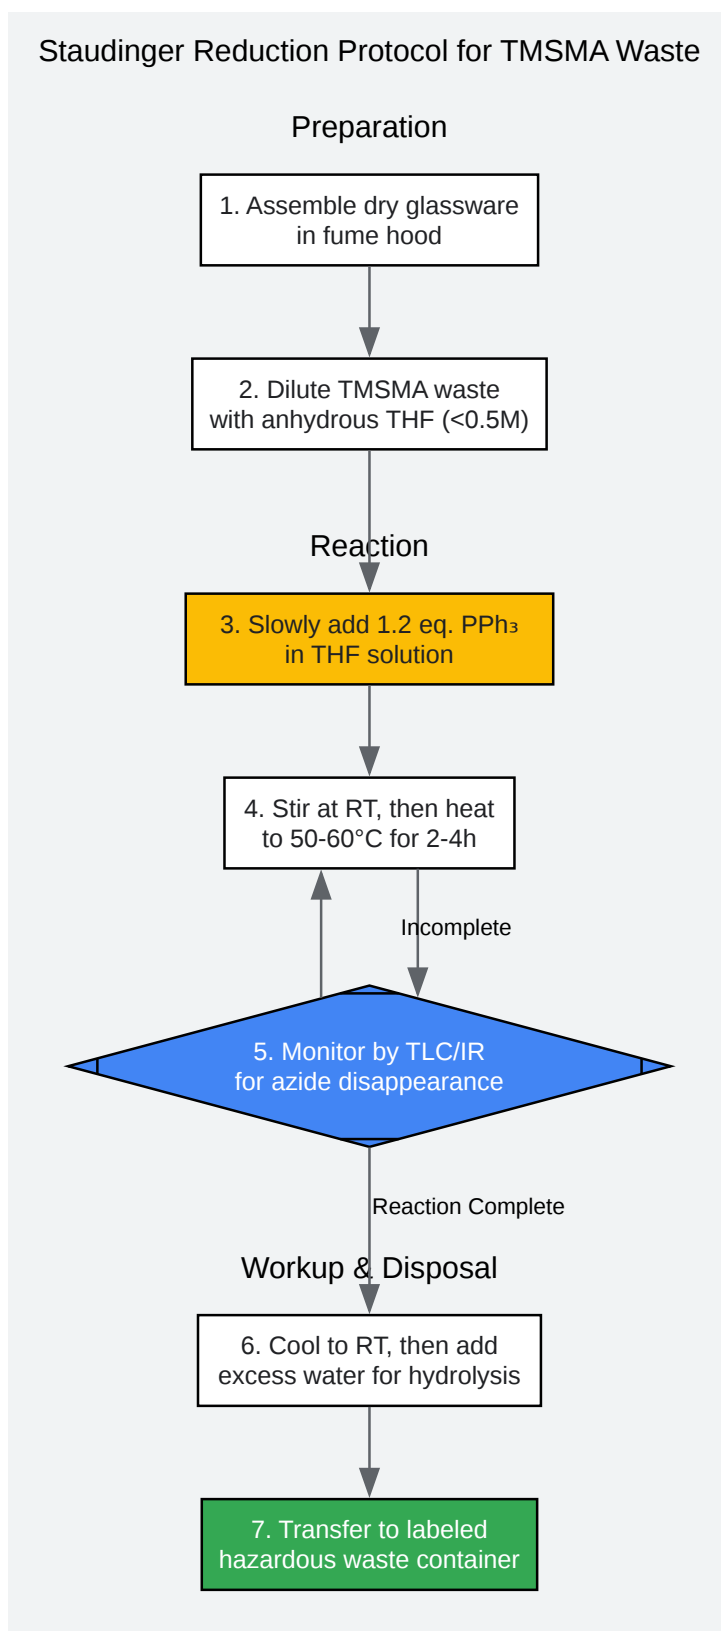 Staudinger Reduction Protocol for TMSMA Waste
Preparation
1. Assemble dry glassware
in fume hood
2. Dilute TMSMA waste
with anhydrous THF (<0.5M)
Reaction
3. Slowly add 1.2 eq. PPh₃
in THF solution
4. Stir at RT, then heat
to 50-60°C for 2-4h
Incomplete
5. Monitor by TLC/IR
for azide disappearance
Reaction Complete
Workup & Disposal
6. Cool to RT, then add
excess water for hydrolysis
7. Transfer to labeled
hazardous waste container